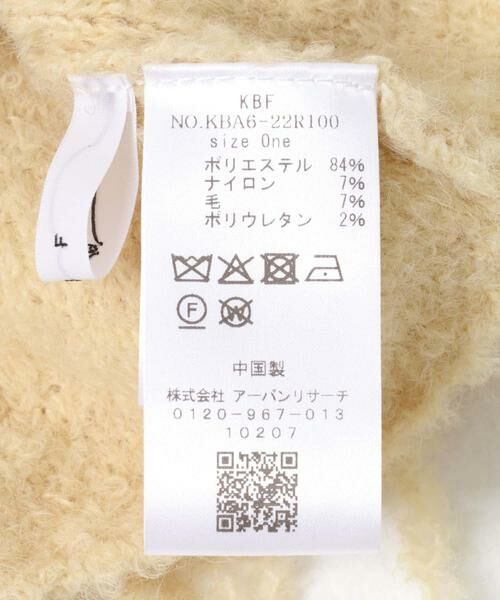 KBF
NO.KBA6-22R100
size One
ポリエステル 84%
ナイロン 7%
毛 7%
ポリウレタン 2%
F
W
中国製
株式会社 アーバンリサーチ
0120-967-013
10207
F